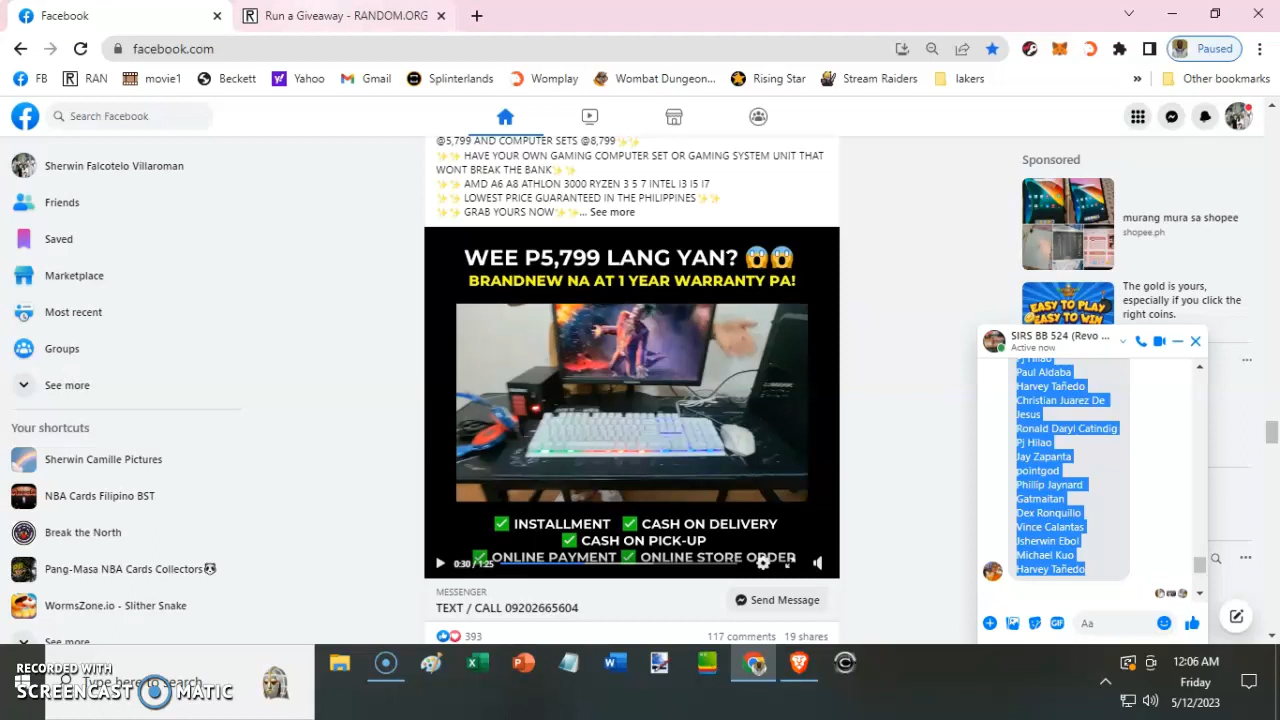 Facebook
Run a Giveaway - RANDOM.ORG
facebook.com
Paused
FB
RAN
movie1
Beckett
Yahoo
Gmail
Splinterlands
Womplay
Wombat Dungeon...
Rising Star
Stream Raiders
lakers
»
Other bookmarks
Search Facebook
Sherwin Falcotelo Villaroman
Friends
Saved
Marketplace
Most recent
Groups
See more
Your shortcuts
Sherwin Camille Pictures
NBA Cards Filipino BST
Break the North
Pang-Masa NBA Cards Collectors
WormsZone.io - Slither Snake
See more
@5,799 AND COMPUTER SETS @8,799✨✨
✨✨ HAVE YOUR OWN GAMING COMPUTER SET OR GAMING SYSTEM UNIT THAT
WONT BREAK THE BANK✨✨
✨✨ AMD A6 A8 ATHLON 3000 RYZEN 3 5 7 INTEL I3 I5 I7
✨✨ LOWEST PRICE GUARANTEED IN THE PHILIPPINES✨✨
✨✨ GRAB YOURS NOW✨✨... See more
WEE P5,799 LANG YAN? 😱😱
BRANDNEW NA AT 1 YEAR WARRANTY PA!
✅ INSTALLMENT ✅ CASH ON DELIVERY
✅ CASH ON PICK-UP
✅ ONLINE PAYMENT ✅ ONLINE STORE ORDER
0:30 / 1:25
MESSENGER
TEXT / CALL 09202665604
Send Message
393
117 comments 19 shares
Sponsored
murang mura sa shopee
shopee.ph
EASY TO PLAY
EASY TO WIN
The gold is yours,
especially if you click the
right coins.
SIRS BB 524 (Revo ...
Active now
Pj Hilao
Paul Aldaba
Harvey Tañedo
Christian Juarez De
Jesus
Ronald Daryl Catindig
Pj Hilao
Jay Zapanta
pointgod
Phillip Jaynard
Gatmaitan
Dex Ronquillo
Vince Calantas
Jsherwin Ebol
Michael Kuo
Harvey Tañedo
GIF
Aa
RECORDED WITH
SCREENCAST MATIC
Type here to search
12:06 AM
Friday
5/12/2023